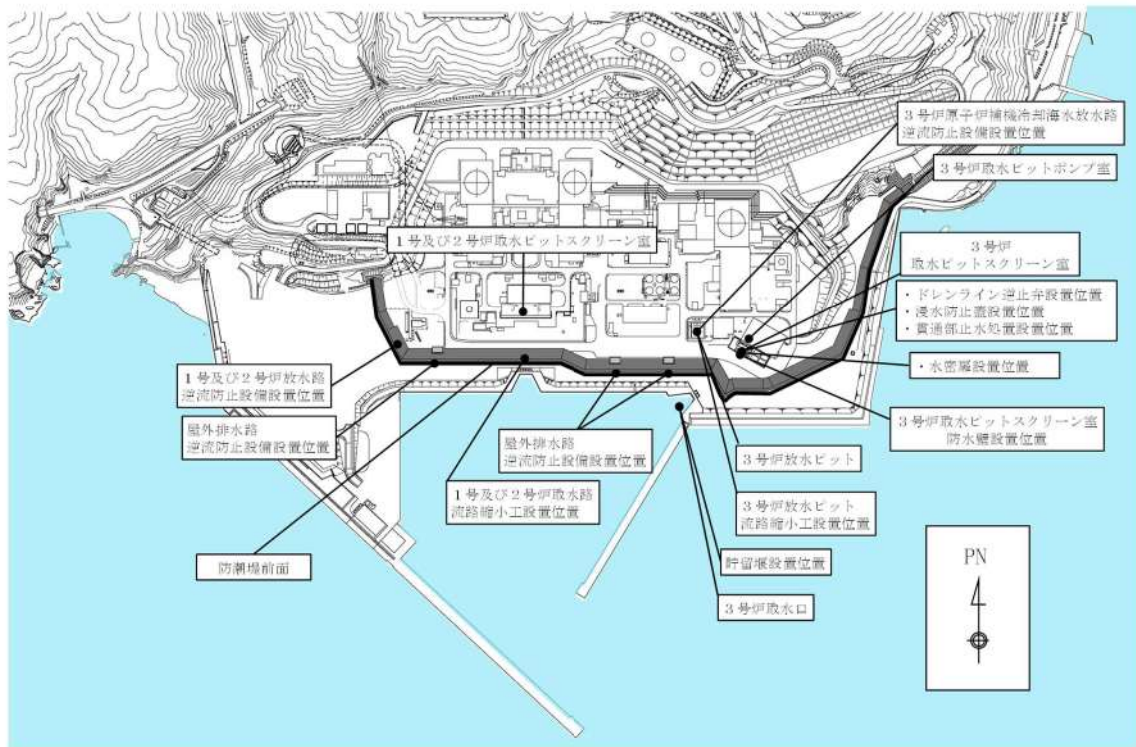 3号炉原子炉補機冷却海水放水路
逆流防止設備設置位置
3号炉取水ピットポンプ室
1号及び2号炉取水ピットスクリーン室
3号炉
取水ピットスクリーン室
・ドレンライン逆止弁設置位置
・浸水防止蓋設置位置
・貫通部止水処置設置位置
・水密扉設置位置
1号及び2号炉放水路
逆流防止設備設置位置
3号炉取水ピットスクリーン室
防水壁設置位置
屋外排水路
逆流防止設備設置位置
屋外排水路
逆流防止設備設置位置
3号炉放水ピット
1号及び2号炉取水路
流路縮小工設置位置
3号炉放水ピット
流路縮小工設置位置
防潮堤前面
貯留堰設置位置
3号炉取水口
PN